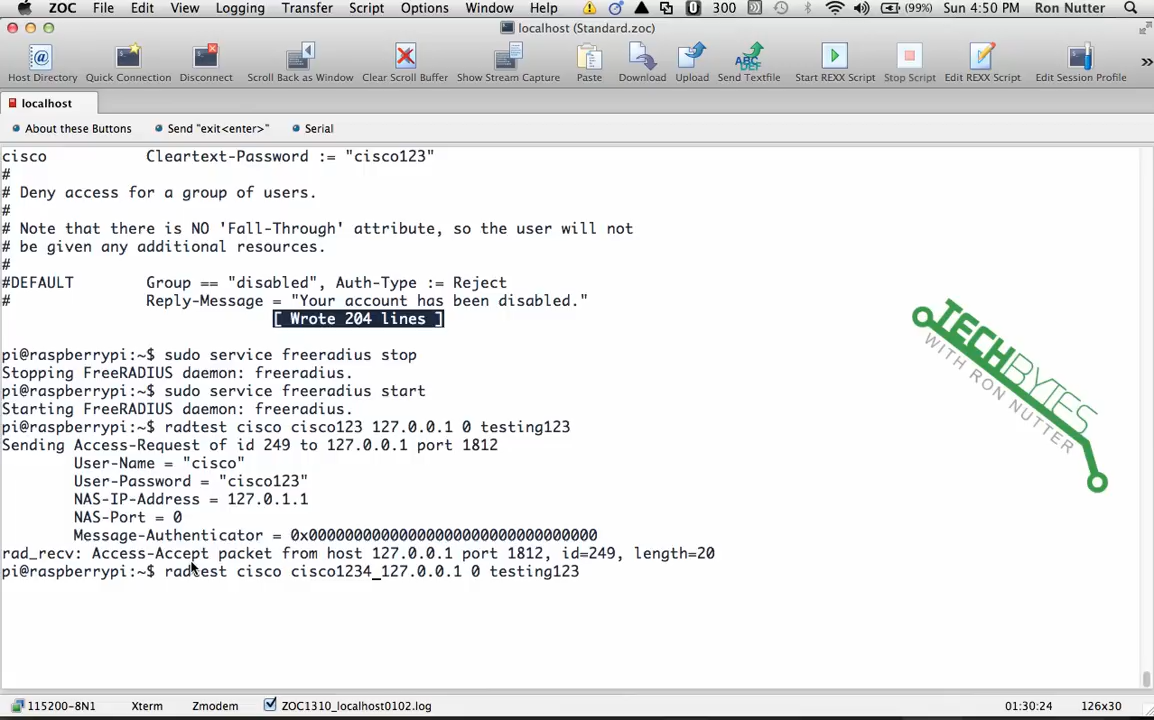 ZOC File Edit View Logging Transfer Script Options Window Help 300 (99%) Sun 4:50 PM Ron Nutter
localhost (Standard.zoc)
Host Directory Quick Connection Disconnect Scroll Back as Window Clear Scroll Buffer Show Stream Capture Paste Download Upload Send Textfile Start REXX Script Stop Script Edit REXX Script Edit Session Profile
localhost
About these Buttons Send "exit<enter>" Serial
cisco Cleartext-Password := "cisco123"
#
# Deny access for a group of users.
#
# Note that there is NO 'Fall-Through' attribute, so the user will not
# be given any additional resources.
#
#DEFAULT Group == "disabled", Auth-Type := Reject
# Reply-Message = "Your account has been disabled."
[ Wrote 204 lines ]
pi@raspberrypi:~$ sudo service freeradius stop
Stopping FreeRADIUS daemon: freeradius.
pi@raspberrypi:~$ sudo service freeradius start
Starting FreeRADIUS daemon: freeradius.
pi@raspberrypi:~$ radtest cisco cisco123 127.0.0.1 0 testing123
Sending Access-Request of id 249 to 127.0.0.1 port 1812
User-Name = "cisco"
User-Password = "cisco123"
NAS-IP-Address = 127.0.1.1
NAS-Port = 0
Message-Authenticator = 0x00000000000000000000000000000000
rad_recv: Access-Accept packet from host 127.0.0.1 port 1812, id=249, length=20
pi@raspberrypi:~$ radtest cisco cisco1234_127.0.0.1 0 testing123
TECHBYTES
WITH RON NUTTER
115200-8N1 Xterm Zmodem ZOC1310_localhost0102.log 01:30:24 126x30